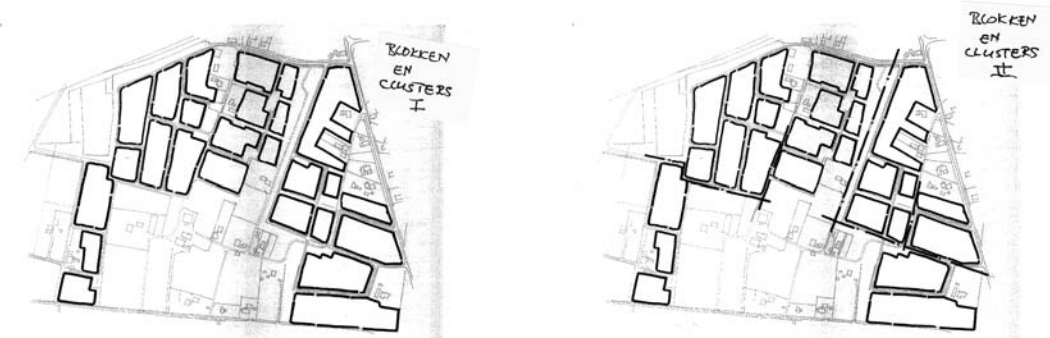 BLOKKEN
EN
CLUSTERS
I
BLOKKEN
EN
CLUSTERS
II